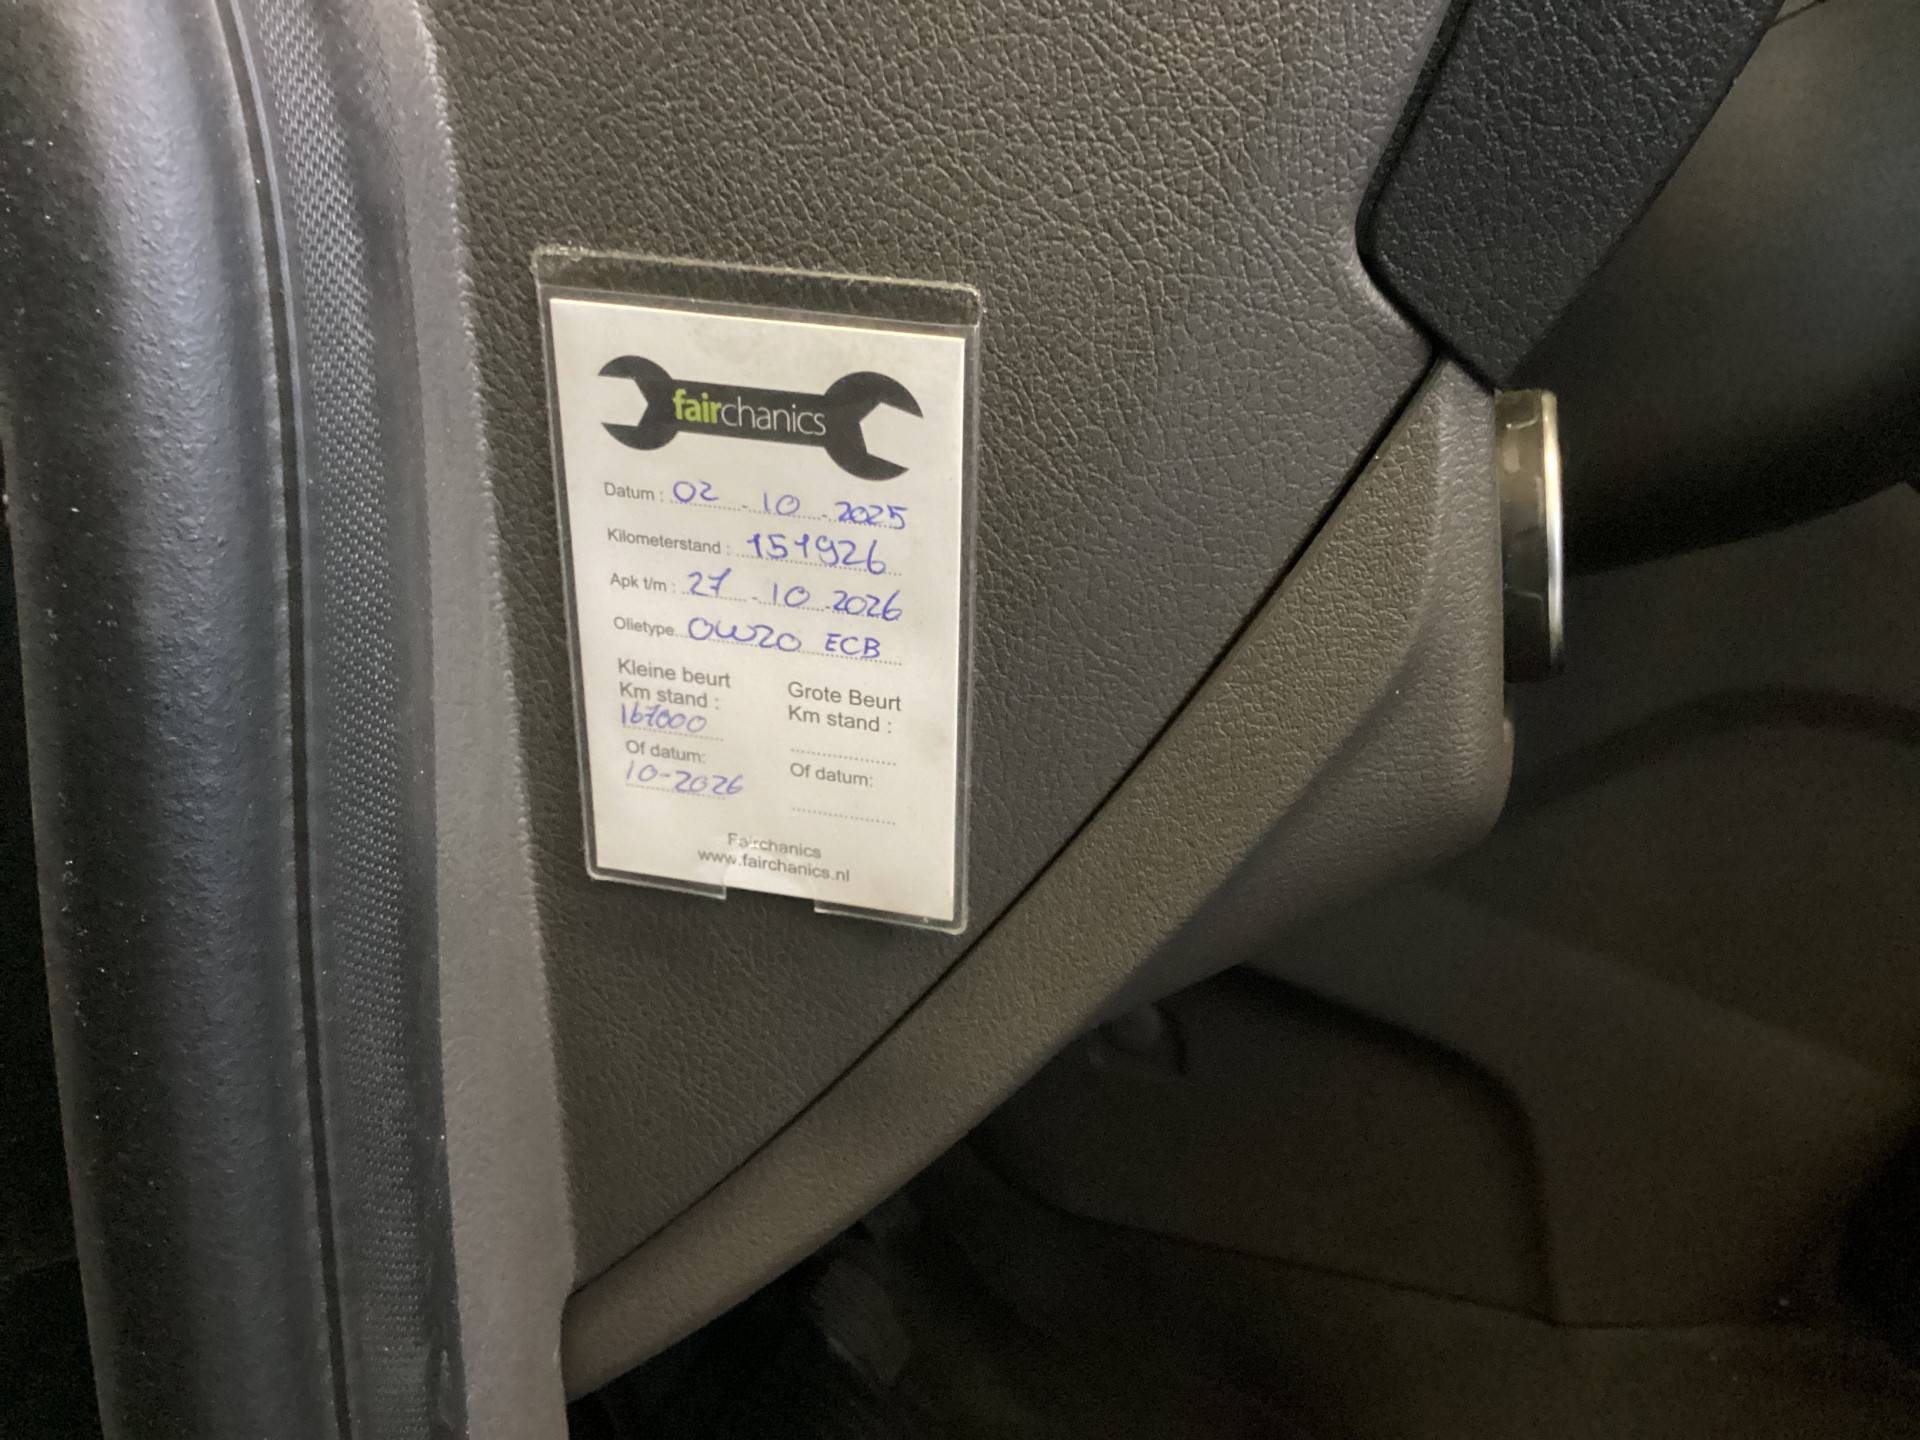 fairchanics
Datum : 02 - 10 - 2025
Kilometerstand : 151926
Apk t/m : 27 - 10 - 2026
Olietype 0W20 ECB
Kleine beurt
Km stand :
167000
Of datum:
10-2026
Grote Beurt
Km stand :
Of datum:
Fairchanics
www.fairchanics.nl